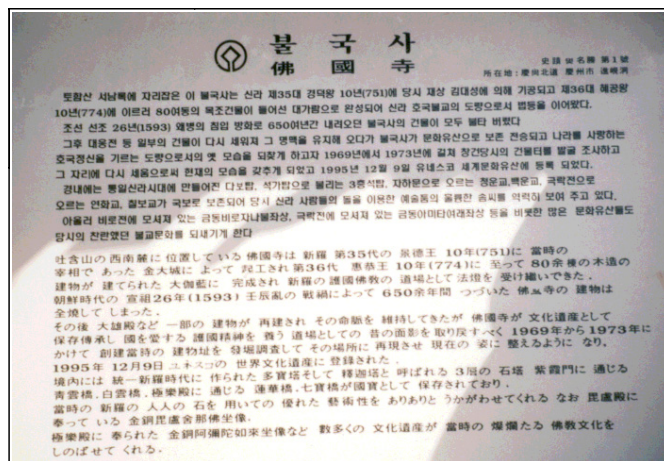 불국사
佛國寺
史蹟 및 名勝 第1號
所在地：慶尙北道 慶州市 進峴洞
토함산 서남록에 자리잡은 이 불국사는 신라 제35대 경덕왕 10년(751)에 당시 재상 김대성에 의해 기공되고 제36대 혜공왕
10년(774)에 이르러 80여동의 목조건물이 들어선 대가람으로 완성되어 신라 호국불교의 도량으로서 법등을 이어왔다.
조선 선조 26년(1593) 왜병의 침입 방화로 650여년간 내려오던 불국사의 건물이 모두 불타 버렸다
그후 대웅전 등 일부의 건물이 다시 세워져 그 명맥을 유지해 오다가 불국사가 문화유산으로 보존 전승되고 나라를 사랑하는
호국정신을 기르는 도량으로서의 옛 모습을 되찾게 하고자 1969년에서 1973년에 걸쳐 창건당시의 건물터를 발굴 조사하고
그 자리에 다시 세움으로써 현재의 모습을 갖추게 되었고 1995년 12월 9일 유네스코 세계문화유산에 등록 되었다.
경내에는 통일신라시대에 만들어진 다보탑, 석가탑으로 불리는 3층석탑, 자하문으로 오르는 청운교,백운교, 극락전으로
오르는 연화교, 칠보교가 국보로 보존되어 당시 신라 사람들의 돌을 이용한 예술품의 훌륭한 솜씨를 역력히 보여 주고 있다.
아울러 비로전에 모셔져 있는 금동비로자나불좌상, 극락전에 모셔져 있는 금동아미타여래좌상 등을 비롯한 많은 문화유산들도
당시의 찬란했던 불교문화를 되새기게 한다
吐含山の 西南麓に 位置して いる 佛國寺は 新羅 第35代の 景德王 10年(751)に 當時の
宰相で あった 金大城に よって 起工され 第36代 惠恭王 10年(774)に 至って 80余棟の 木造の
建物が 建てられた 大伽藍に 完成され 新羅の 護國佛敎の 道場として 法燈を 受け繼いできた.
朝鮮時代の 宣祖26年(1593) 壬辰亂の 戰禍によって 650余年間 つづいた 佛國寺の 建物は
全燒して しまった.
その後 大雄殿など 一部の 建物が 再建され その命脈を 維持してきたが 佛國寺が 文化遺産として
保存傳承し 國を愛する 護國精神を 養う 道場としての 昔の面影を 取り戾すべく 1969年から1973年に
かけて 創建當時の 建物址を 發堀調査して その場所に 再現させ 現在の 姿に 整えるように なり.
1995年 12月9日 ユネスコの 世界文化遺産に 登錄された.
境內には 統一新羅時代に 作られた 多寶塔そして 釋迦塔と 呼ばれる 3層の 石塔 紫霞門に 通じる
靑雲橋.白雲橋.極樂殿に 通じる 蓮華橋.七寶橋が 國寶として 保存されており.
當時の 新羅の 人人の 石を 用いての 優れた 藝術性を ありありと うかがわせてくれる なお 毘盧殿に
奉って いる 金銅毘盧舍那佛坐像.
極樂殿に 奉られた 金銅阿彌陀如來坐像など 數多くの 文化遺産が 當時の 燦爛たる 佛敎文化を
しのばせて くれる.